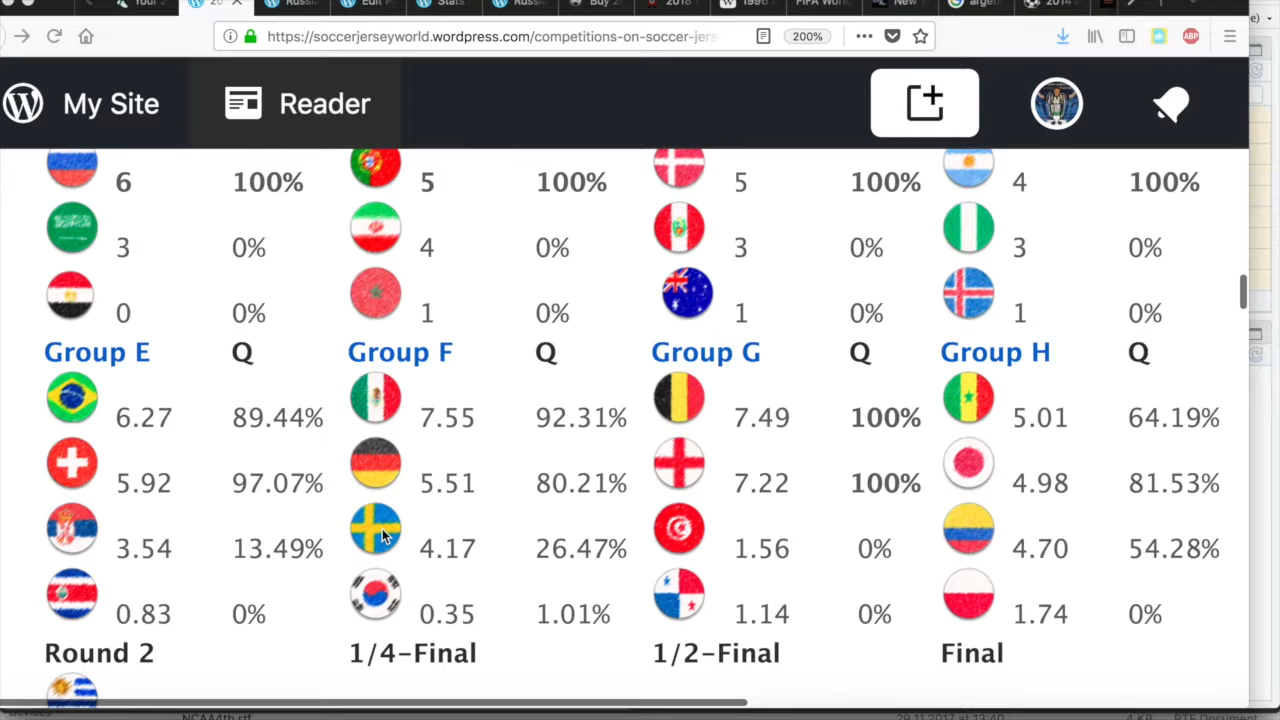 https://soccerjerseyworld.wordpress.com/competitions-on-soccer-jers 200%
My Site Reader
6 100% 5 100% 5 100% 4 100%
3 0% 4 0% 3 0% 3 0%
0 0% 1 0% 1 0% 1 0%
Group E Q Group F Q Group G Q Group H Q
6.27 89.44% 7.55 92.31% 7.49 100% 5.01 64.19%
5.92 97.07% 5.51 80.21% 7.22 100% 4.98 81.53%
3.54 13.49% 4.17 26.47% 1.56 0% 4.70 54.28%
0.83 0% 0.35 1.01% 1.14 0% 1.74 0%
Round 2 1/4-Final 1/2-Final Final